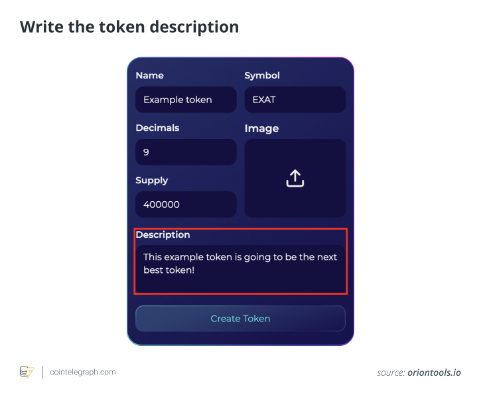 Write the token description
Name
Symbol
Example token
EXAT
Decimals
Image
9
Supply
400000
Description
This example token is going to be the next
best token!
Create Token
cointelegraph.com
source: oriontools.io